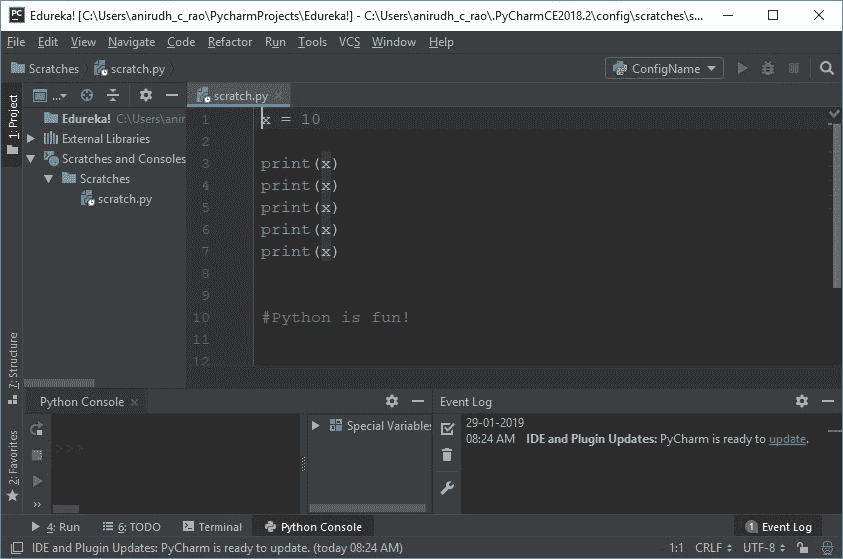 PC Edureka! [C:\Users\anirudh_c_rao\PycharmProjects\Edureka!] - C:\Users\anirudh_c_rao\.PyCharmCE2018.2\config\scratches\s...
File Edit View Navigate Code Refactor Run Tools VCS Window Help
Scratches scratch.py ConfigName
1: Project
... scratch.py
Edureka! C:\Users\anir
External Libraries
Scratches and Consoles
Scratches
scratch.py
1 x = 10
2
3 print(x)
4 print(x)
5 print(x)
6 print(x)
7 print(x)
8
9
10 #Python is fun!
11
12
7: Structure
2: Favorites
Python Console
>>>
Special Variables
Event Log
29-01-2019
08:24 AM IDE and Plugin Updates: PyCharm is ready to update.
4: Run 6: TODO Terminal Python Console 1 Event Log
IDE and Plugin Updates: PyCharm is ready to update. (today 08:24 AM) 1:1 CRLF UTF-8